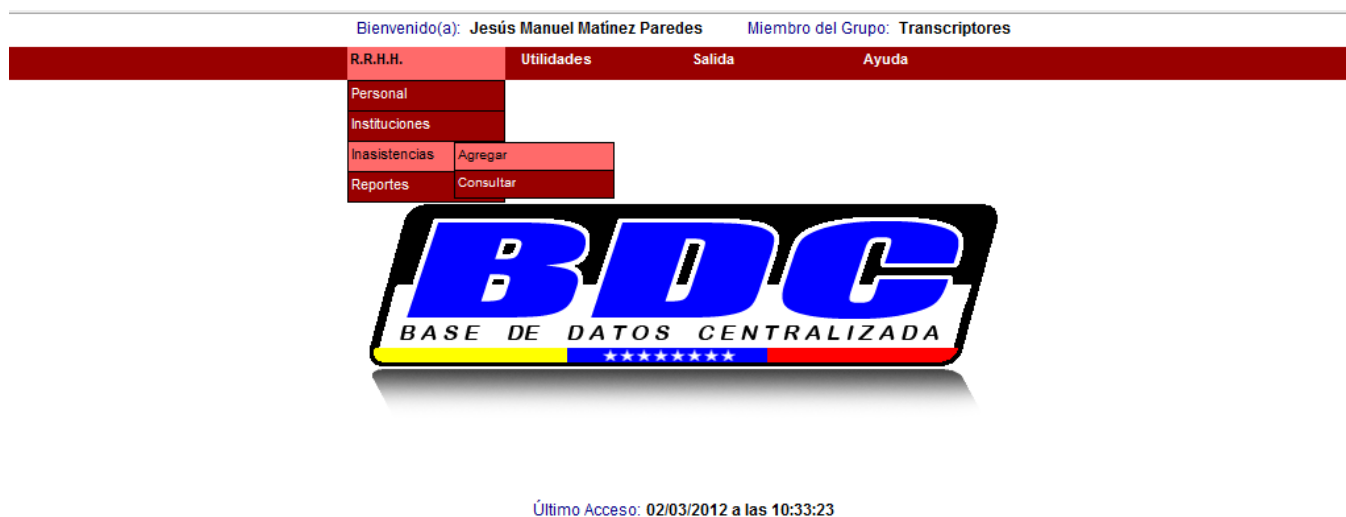 Bienvenido(a): Jesús Manuel Matínez Paredes Miembro del Grupo: Transcriptores
R.R.H.H. Utilidades Salida Ayuda
Personal
Instituciones
Inasistencias Agregar
Reportes Consultar
BDC
BASE DE DATOS CENTRALIZADA
Último Acceso: 02/03/2012 a las 10:33:23